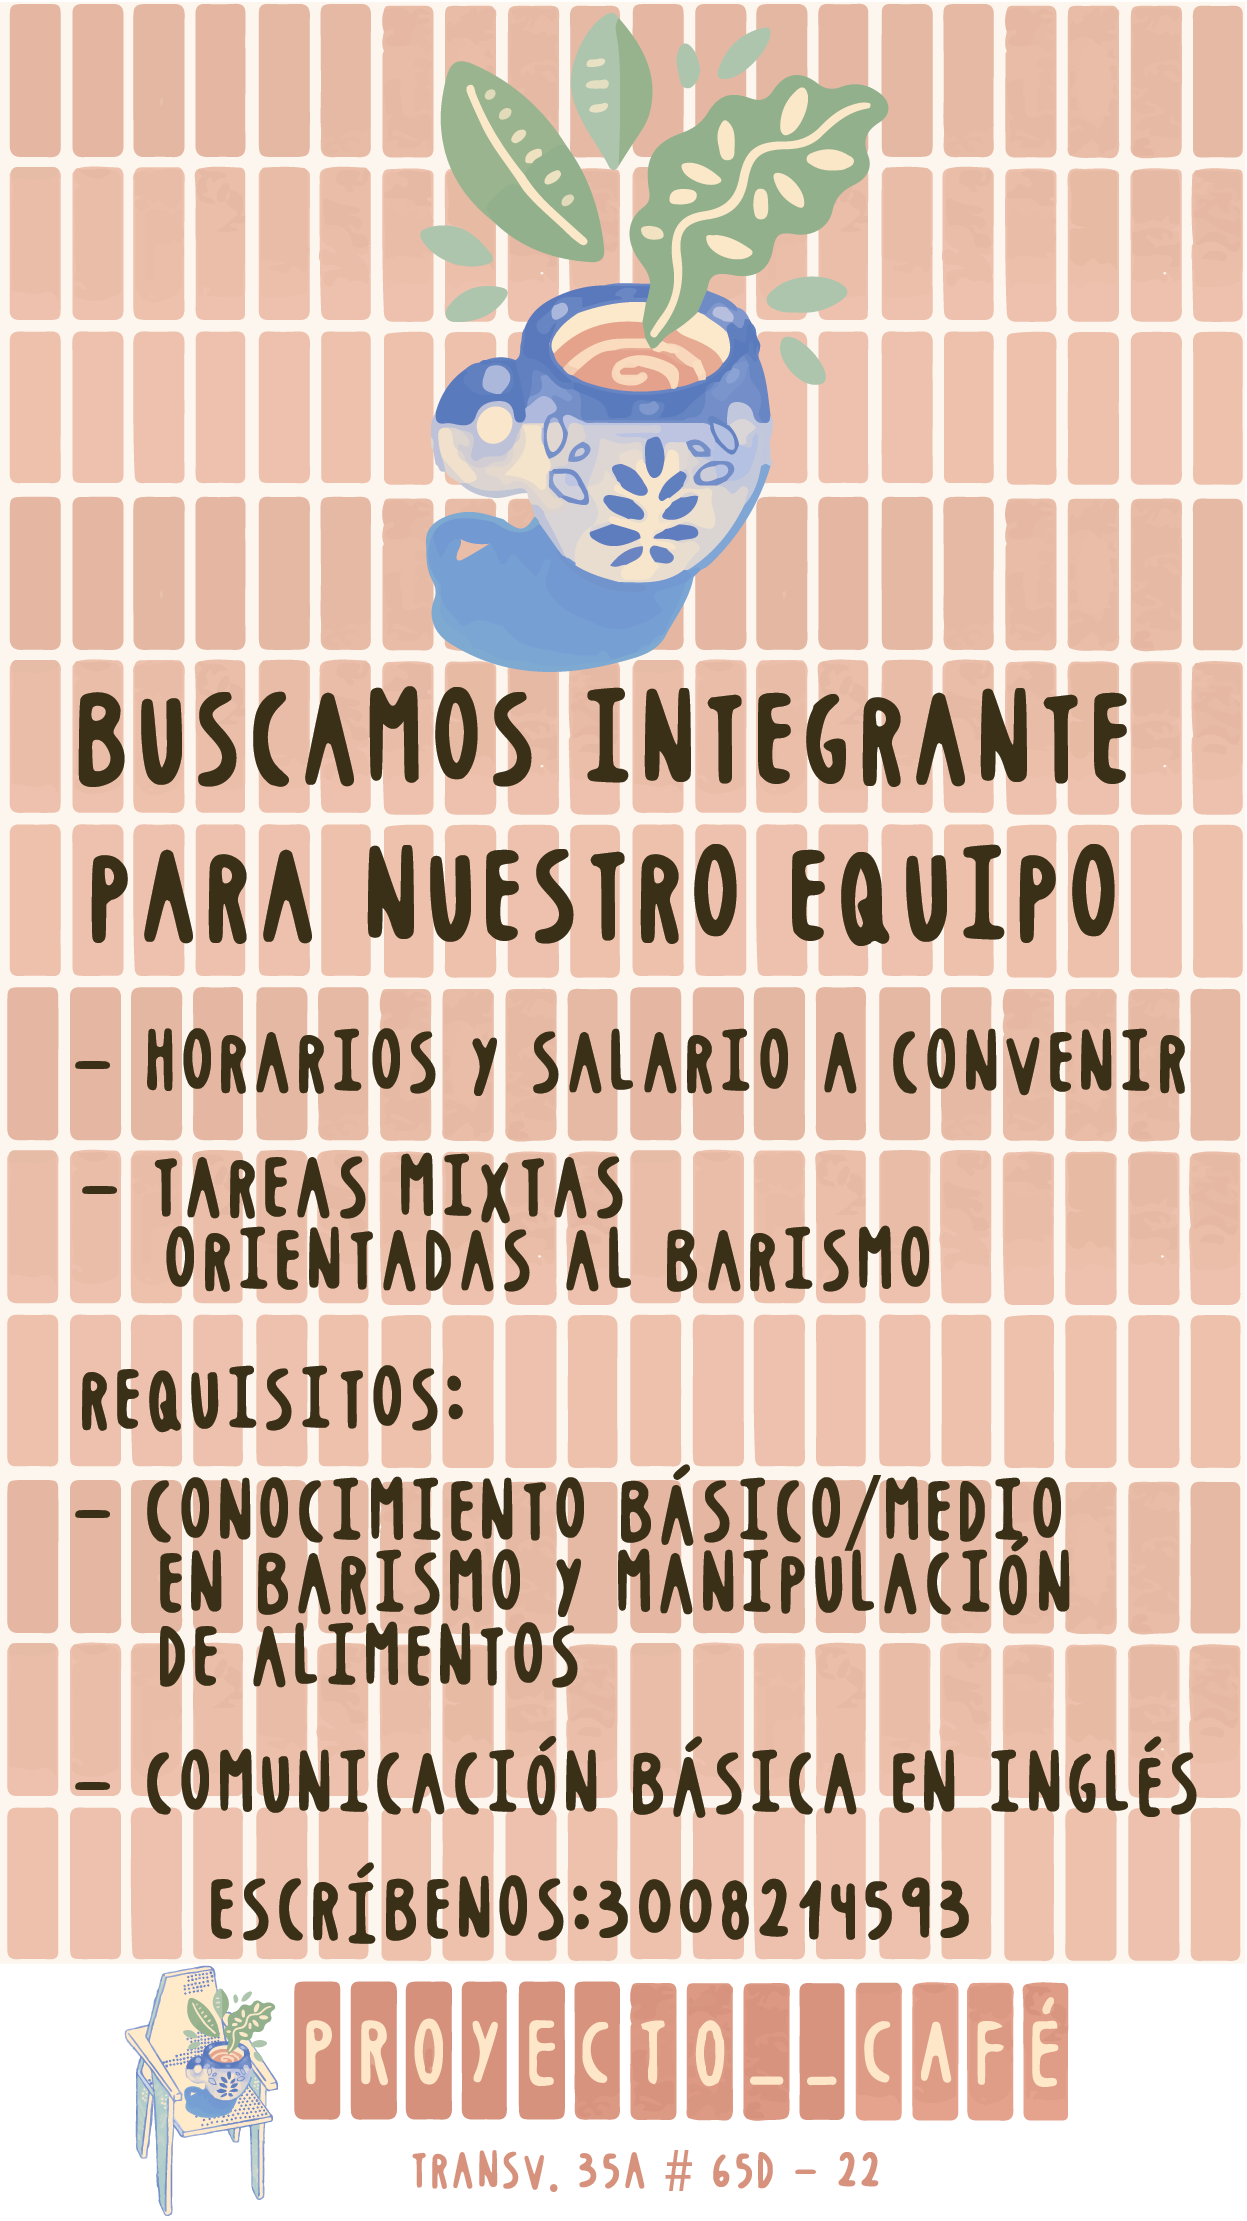 BUSCAMOS INTEGRANTE
PARA NUESTRO EQUIPO
- HORARIOS Y SALARIO A CONVENIR
- TAREAS MIXTAS
ORIENTADAS AL BARISMO
REQUISITOS:
- CONOCIMIENTO BÁSICO/MEDIO
EN BARISMO Y MANIPULACIÓN
DE ALIMENTOS
- COMUNICACIÓN BÁSICA EN INGLÉS
ESCRÍBENOS:3008214593
PROYECTO__CAFÉ
TRANSV. 35A # 65D - 22